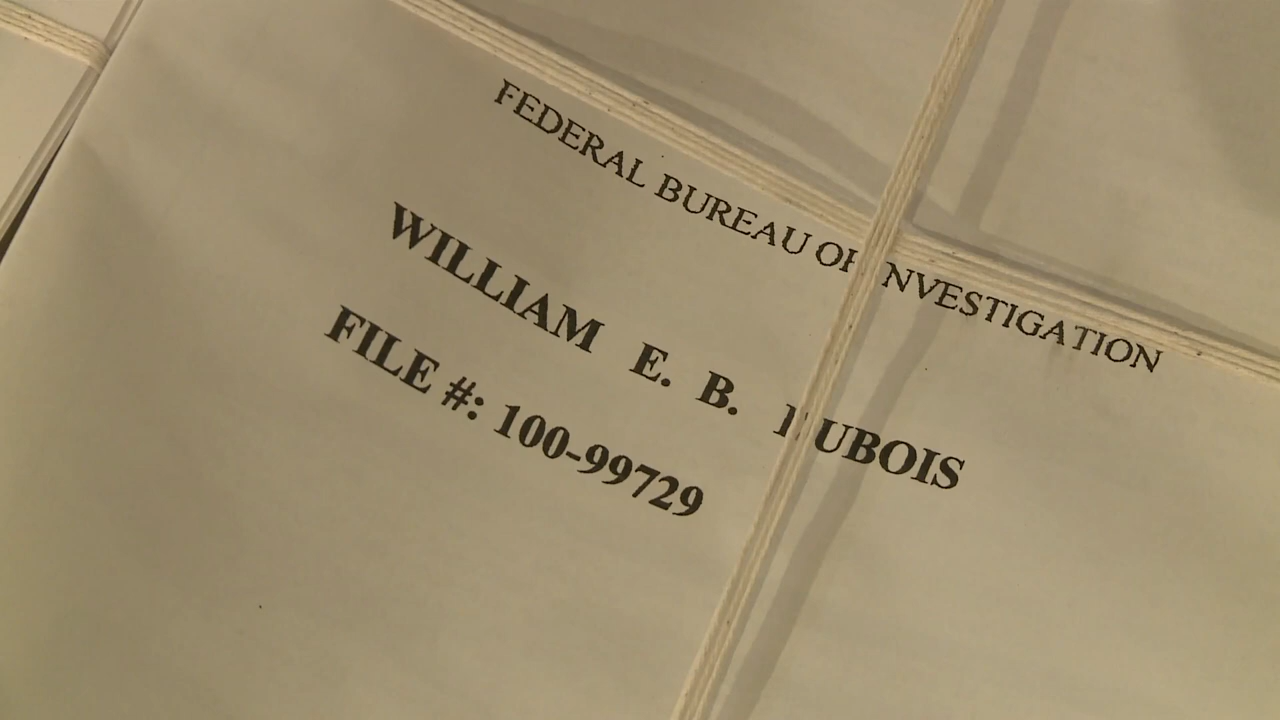 FEDERAL BUREAU OF INVESTIGATION
WILLIAM E. B. DUBOIS
FILE #: 100-99729